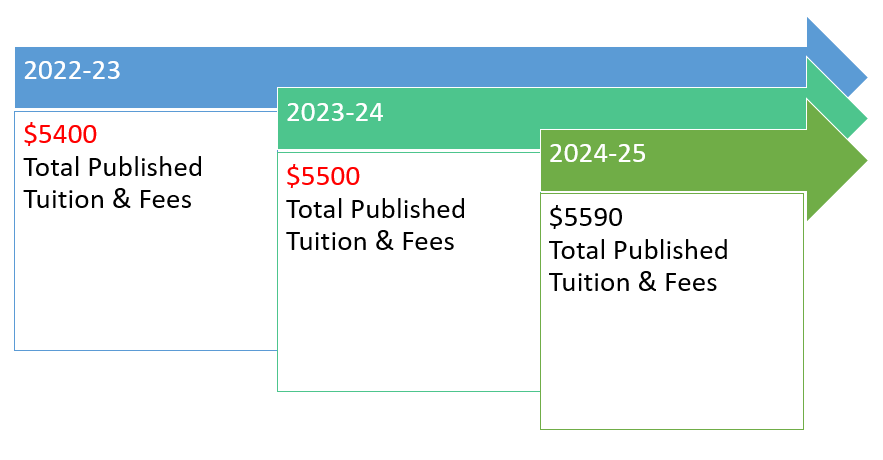 2022-23
$5400
Total Published
Tuition & Fees
2023-24
$5500
Total Published
Tuition & Fees
2024-25
$5590
Total Published
Tuition & Fees